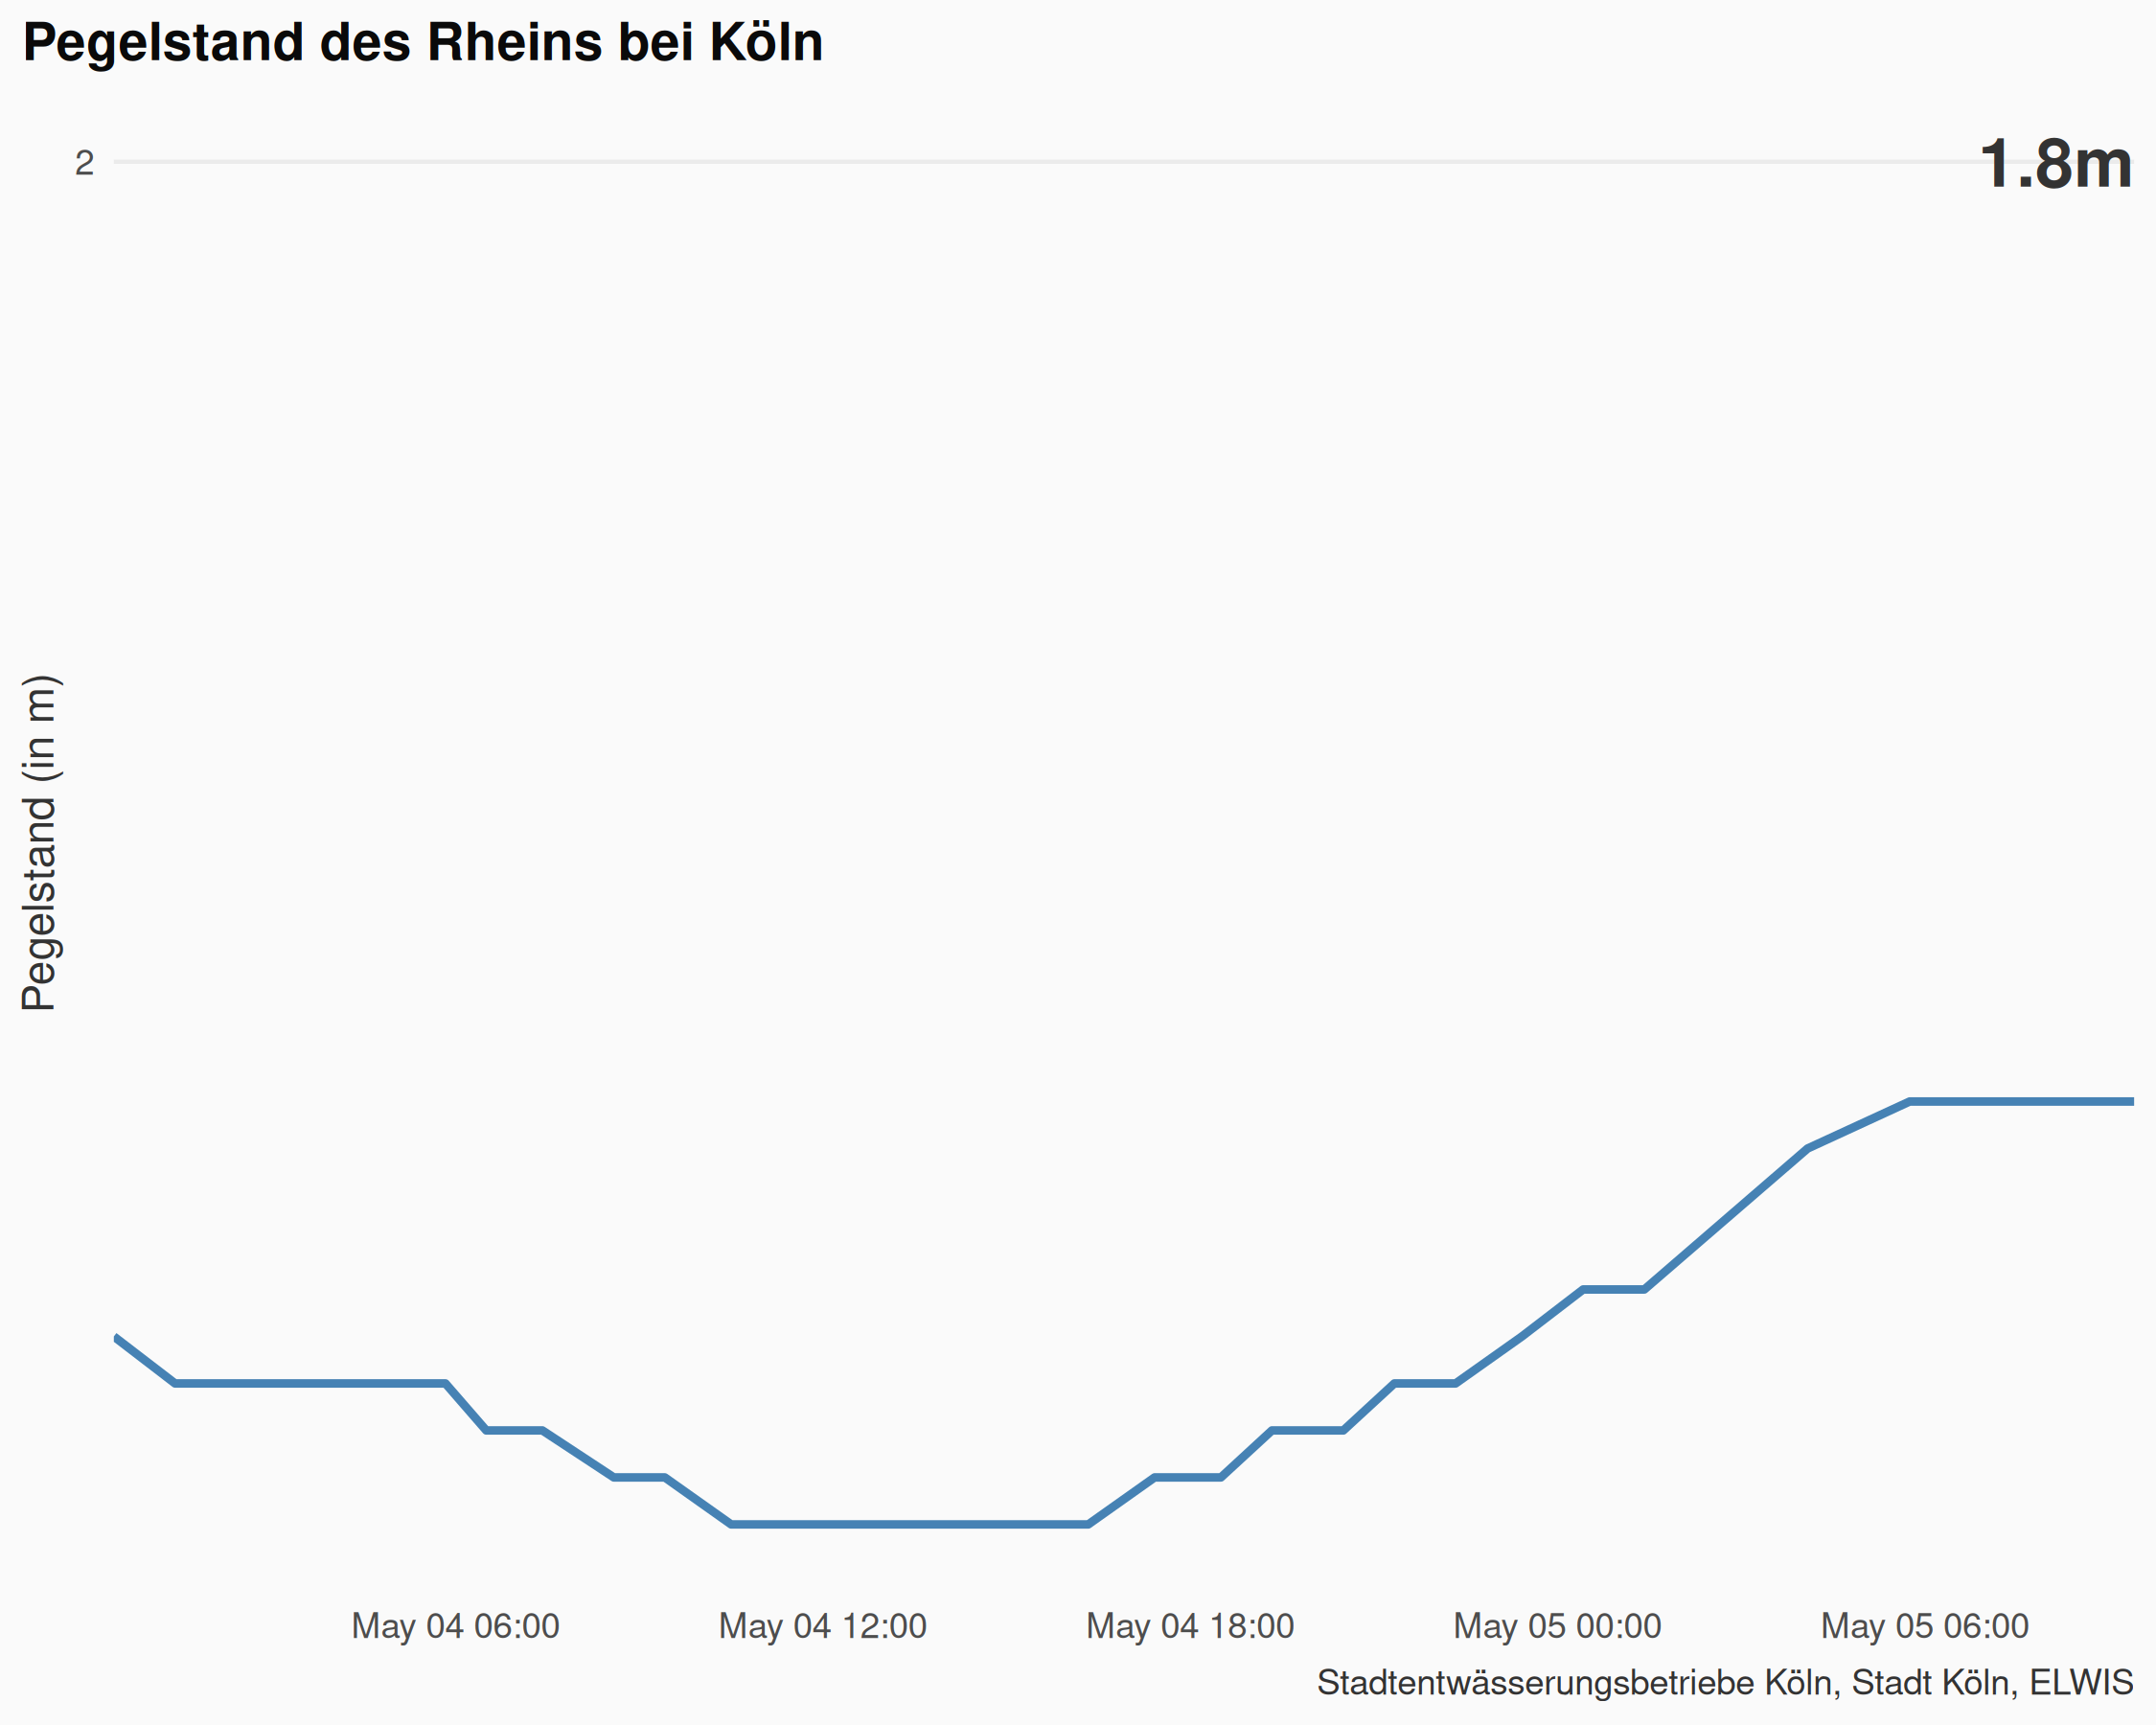 Pegelstand des Rheins bei Köln
2
1.8m
Pegelstand (in m)
May 04 06:00
May 04 12:00
May 04 18:00
May 05 00:00
May 05 06:00
Stadtentwässerungsbetriebe Köln, Stadt Köln, ELWIS